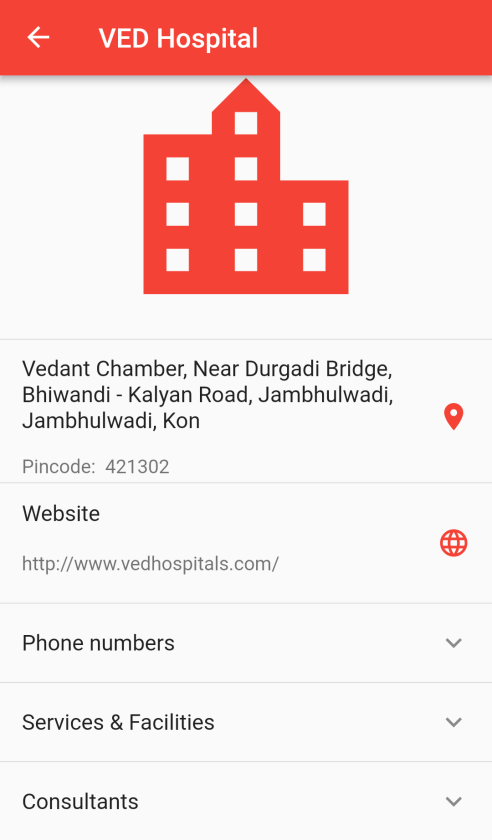 VED Hospital
Vedant Chamber, Near Durgadi Bridge,
Bhiwandi - Kalyan Road, Jambhulwadi,
Jambhulwadi, Kon
Pincode: 421302
Website
http://www.vedhospitals.com/
Phone numbers
Services & Facilities
Consultants